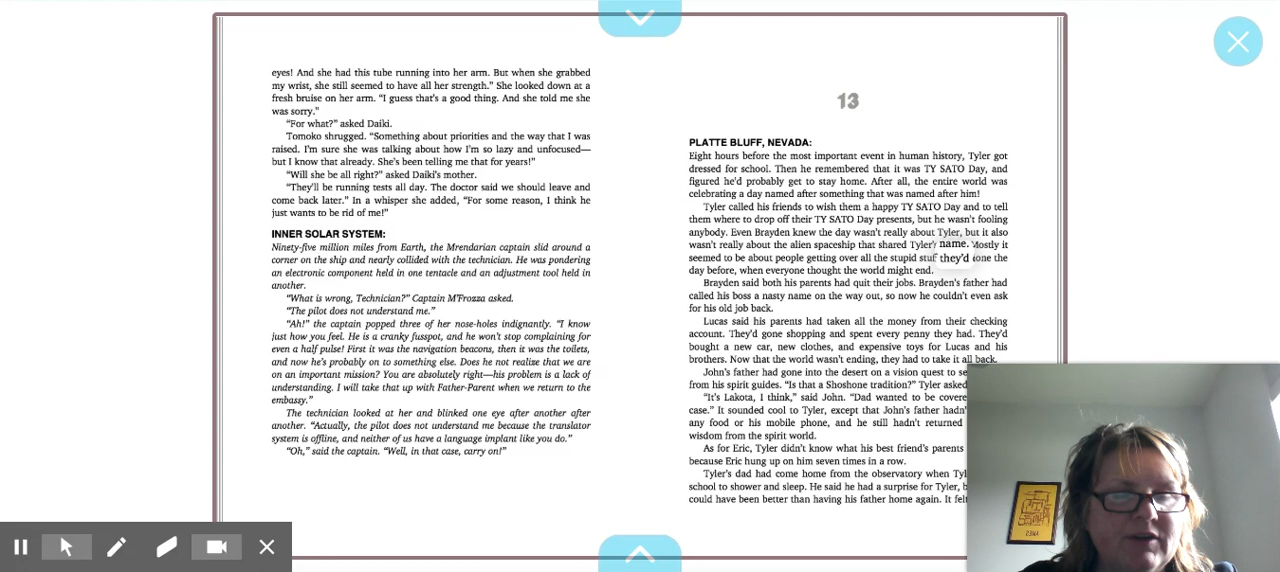 eyes! And she had this tube running into her arm. But when she grabbed
my wrist, she still seemed to have all her strength.” She looked down at a
fresh bruise on her arm. “I guess that’s a good thing. And she told me she
was sorry.”
“For what?” asked Daiki.
Tomoko shrugged. “Something about priorities and the way that I was
raised. I’m sure she was talking about how I’m so lazy and unfocused—
but I know that already. She’s been telling me that for years!”
“Will she be all right?” asked Daiki’s mother.
“They’ll be running tests all day. The doctor said we should leave and
come back later.” In a whisper she added, “For some reason, I think he
just wants to be rid of me!”
INNER SOLAR SYSTEM:
Ninety-five million miles from Earth, the Mrendarian captain slid around a
corner on the ship and nearly collided with the technician. He was pondering
an electronic component held in one tentacle and an adjustment tool held in
another.
“What is wrong, Technician?” Captain M’Frozza asked.
“The pilot does not understand me.”
“Ah!” the captain popped three of her nose-holes indignantly. “I know
just how you feel. He is a cranky fusspot, and he won’t stop complaining for
even a half pulse! First it was the navigation beacons, then it was the toilets,
and now he’s probably on to something else. Does he not realise that we are
on an important mission? You are absolutely right—his problem is a lack of
understanding. I will take that up with Father-Parent when we return to the
embassy.”
The technician looked at her and blinked one eye after another after
another. “Actually, the pilot does not understand me because the translator
system is offline, and neither of us have a language implant like you do.”
“Oh,” said the captain. “Well, in that case, carry on!”
13
PLATTE BLUFF, NEVADA:
Eight hours before the most important event in human history, Tyler got
dressed for school. Then he remembered that it was TY SATO Day, and
figured he’d probably get to stay home. After all, the entire world was
celebrating a day named after something that was named after him!
Tyler called his friends to wish them a happy TY SATO Day and to tell
them where to drop off their TY SATO Day presents, but he wasn’t fooling
anybody. Even Brayden knew the day wasn’t really about Tyler, but it also
wasn’t really about the alien spaceship that shared Tyler’s name. Mostly it
seemed to be about people getting over all the stupid stuff they’d done the
day before, when everyone thought the world might end.
Brayden said both his parents had quit their jobs. Brayden’s father had
called his boss a nasty name on the way out, so now he couldn’t even ask
for his old job back.
Lucas said his parents had taken all the money from their checking
account. They’d gone shopping and spent every penny they had. They’d
bought a new car, new clothes, and expensive toys for Lucas and his
brothers. Now that the world wasn’t ending, they had to take it all back.
John’s father had gone into the desert on a vision quest to
from his spirit guides. “Is that a Shoshone tradition?” Tyler asked
“It’s Lakota, I think,” said John. “Dad wanted to be
case.” It sounded cool to Tyler, except that John’s father
any food or his mobile phone, and he still hadn’t returned
wisdom from the spirit world.
As for Eric, Tyler didn’t know what his best friend’s parents
because Eric hung up on him seven times in a row.
Tyler’s dad had come home from the observatory when
school to shower and sleep. He said he had a surprise for Tyler,
could have been better than having his father home again. It